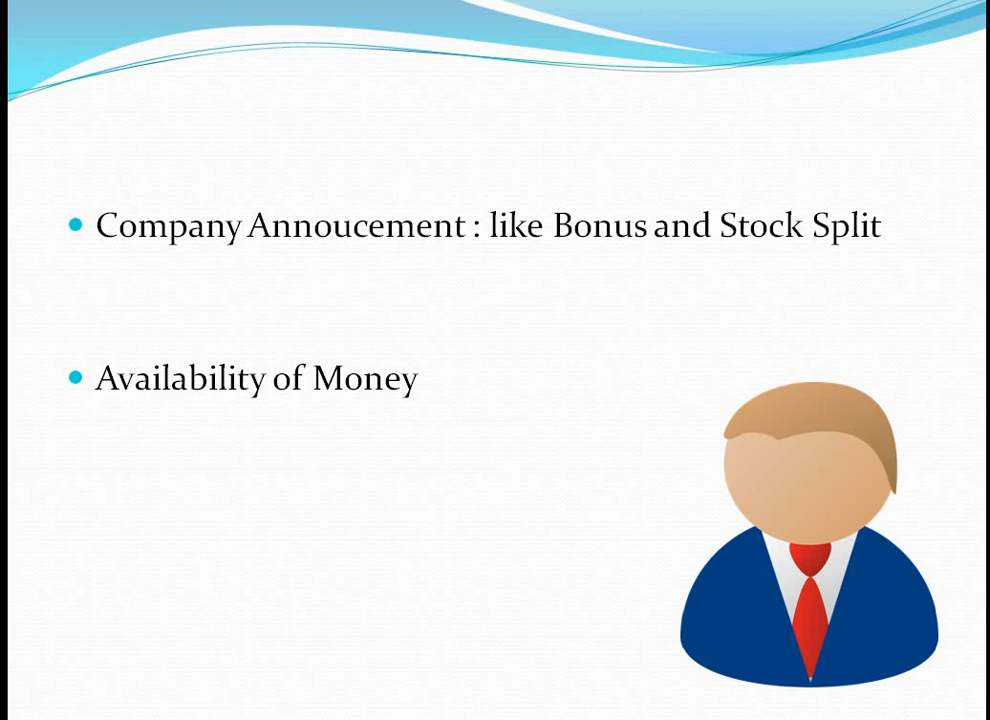 Company Annoucement : like Bonus and Stock Split
Availability of Money